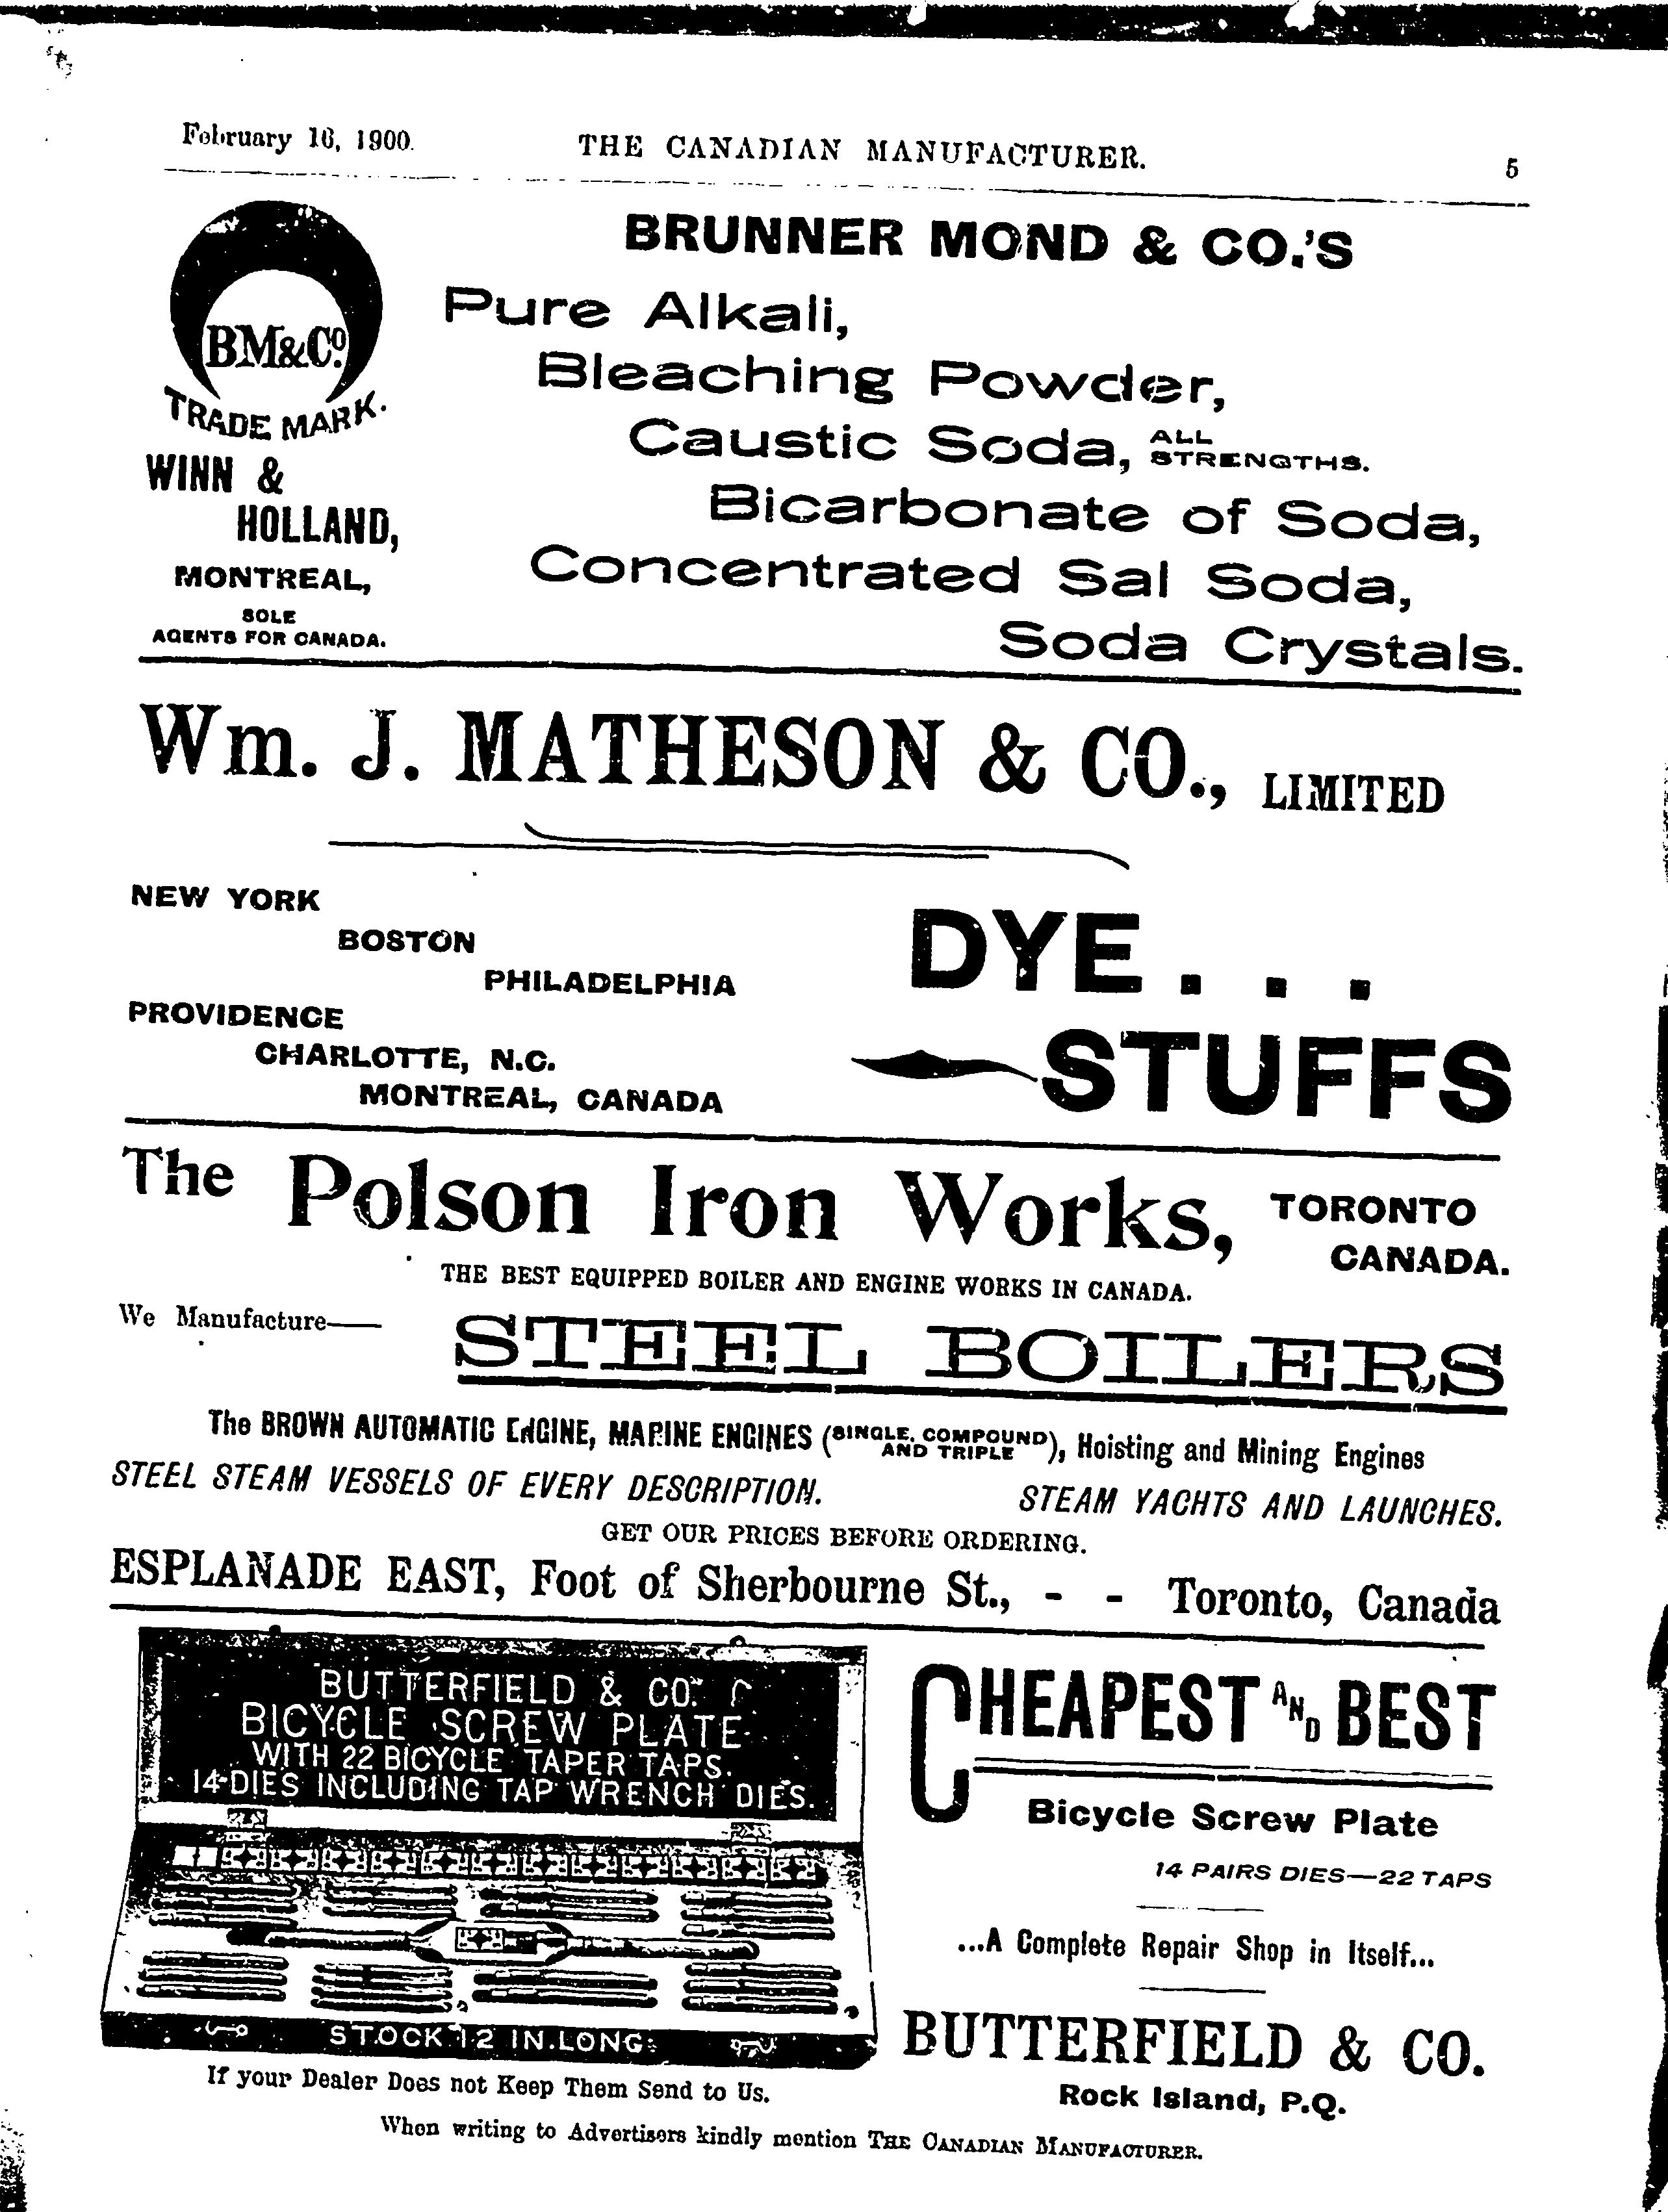 February 16, 1900.
THE CANADIAN MANUFACTURER.
5
BM&Co.
TRADE MARK.
WINN &
HOLLAND,
MONTREAL,
SOLE
AGENTS FOR CANADA.
BRUNNER MOND & CO.'S
Pure Alkali,
Bleaching Powder,
Caustic Soda, ALL STRENGTHS.
Bicarbonate of Soda,
Concentrated Sal Soda,
Soda Crystals.
Wm. J. MATHESON & CO., LIMITED
NEW YORK
BOSTON
PHILADELPHIA
PROVIDENCE
CHARLOTTE, N.C.
MONTREAL, CANADA
DYE . . .
STUFFS
The Polson Iron Works, TORONTO
CANADA.
THE BEST EQUIPPED BOILER AND ENGINE WORKS IN CANADA.
We Manufacture—
STEEL BOILERS
The BROWN AUTOMATIC ENGINE, MARINE ENGINES (SINGLE, COMPOUND AND TRIPLE), Hoisting and Mining Engines
STEEL STEAM VESSELS OF EVERY DESCRIPTION. STEAM YACHTS AND LAUNCHES.
GET OUR PRICES BEFORE ORDERING.
ESPLANADE EAST, Foot of Sherbourne St., - - Toronto, Canada
BUTTERFIELD & CO.
BICYCLE SCREW PLATE
WITH 22 BICYCLE TAPER TAPS.
14 DIES INCLUDING TAP WRENCH DIES.
STOCK 12 IN. LONG
If your Dealer Does not Keep Them Send to Us.
CHEAPEST AND BEST
Bicycle Screw Plate
14 PAIRS DIES—22 TAPS
...A Complete Repair Shop in Itself...
BUTTERFIELD & CO.
Rock Island, P.Q.
When writing to Advertisers kindly mention THE CANADIAN MANUFACTURER.